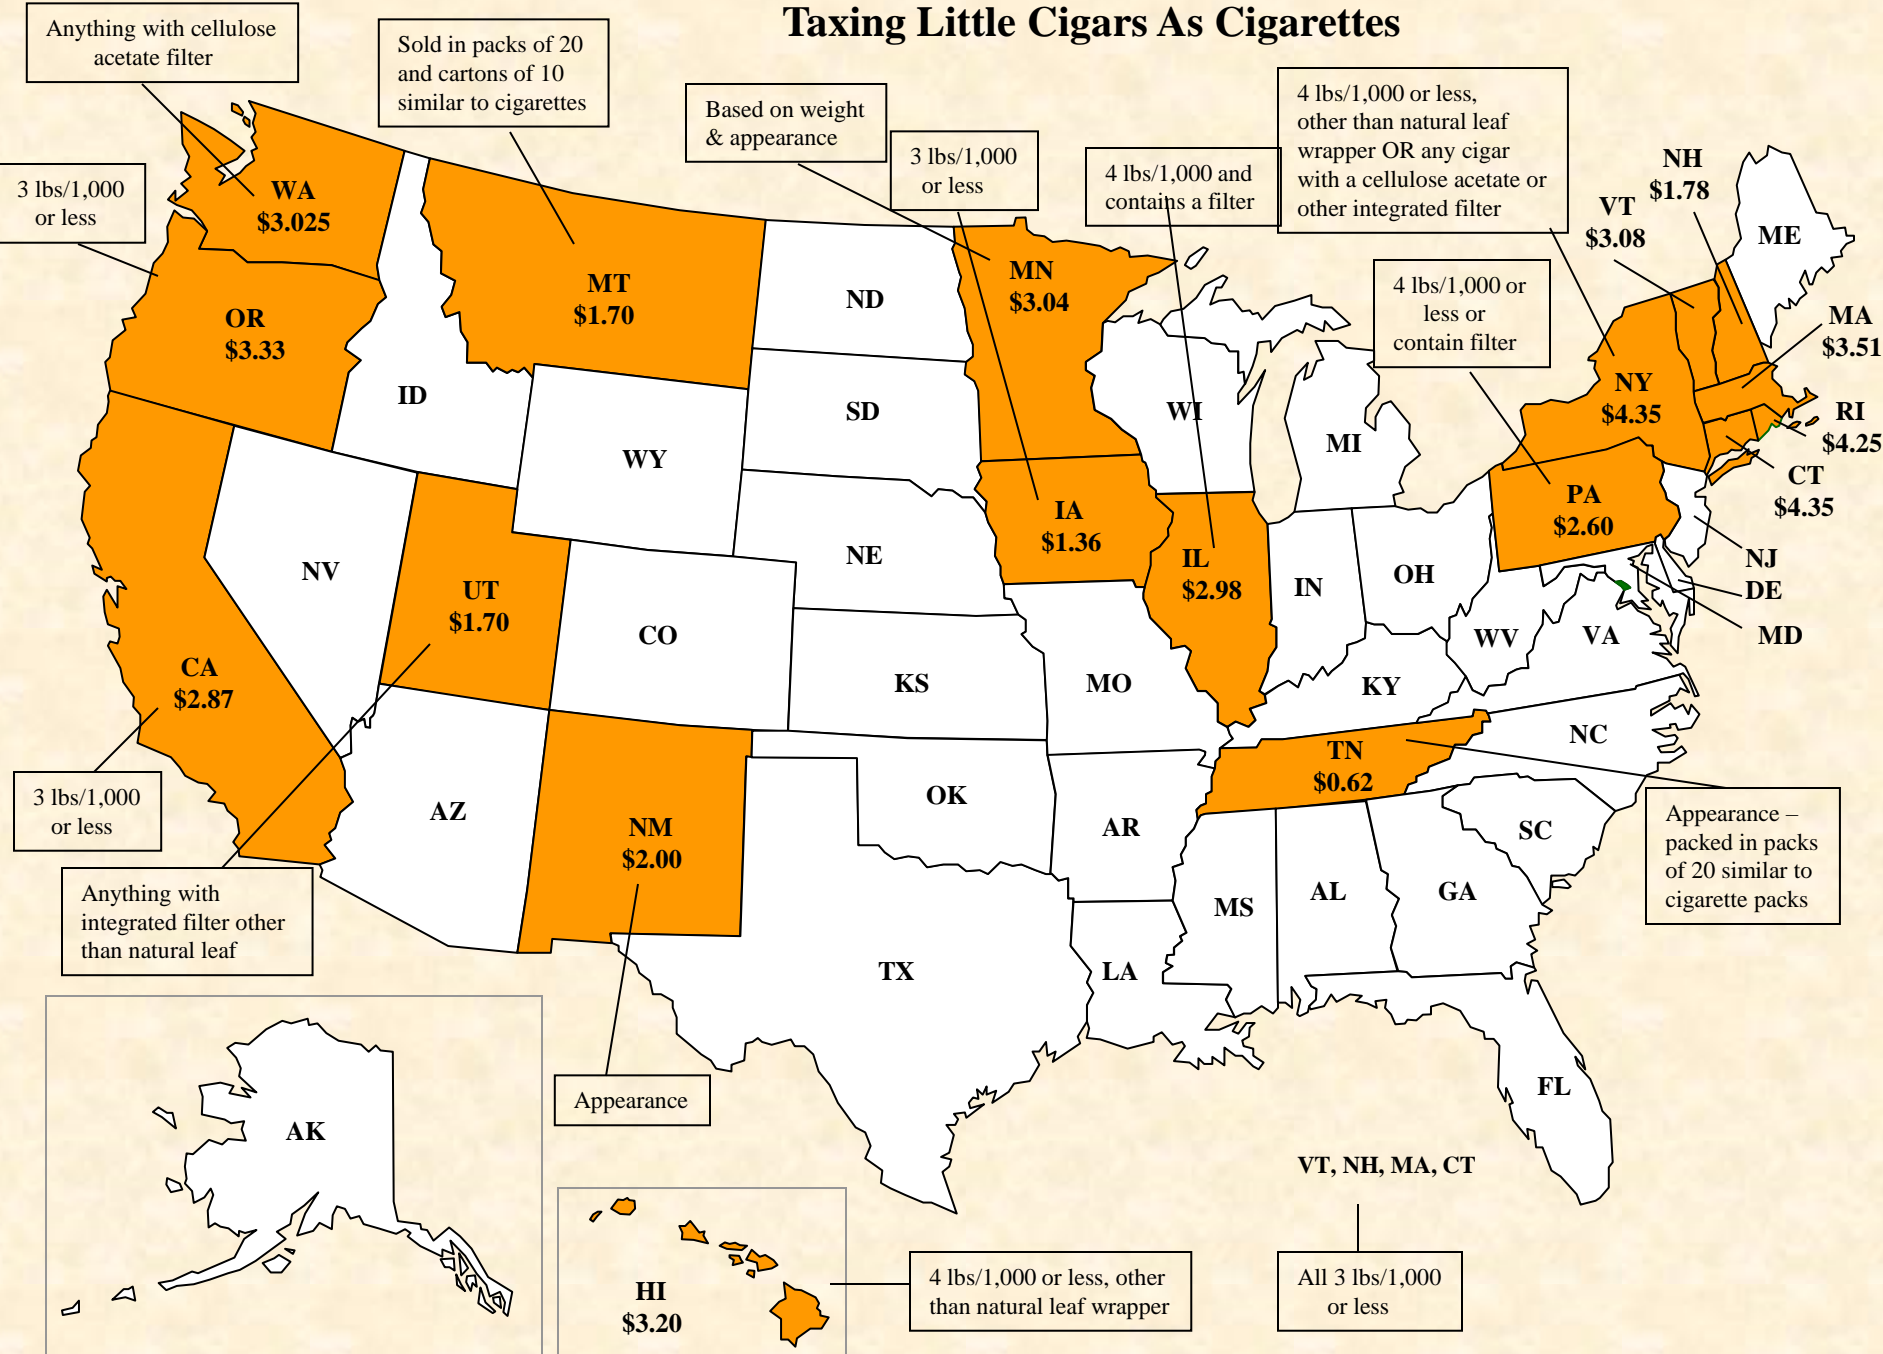 Taxing Little Cigars As Cigarettes
Anything with cellulose
acetate filter
Sold in packs of 20
and cartons of 10
similar to cigarettes
Based on weight
& appearance
3 lbs/1,000
or less
4 lbs/1,000 and
contains a filter
4 lbs/1,000 or less,
other than natural leaf
wrapper OR any cigar
with a cellulose acetate or
other integrated filter
3 lbs/1,000
or less
4 lbs/1,000 or
less or
contain filter
WA
$3.025
OR
$3.33
MT
$1.70
ID
ND
MN
$3.04
SD
WI
MI
WY
NH
$1.78
VT
$3.08
ME
MA
$3.51
NY
$4.35
RI
$4.25
CT
$4.35
PA
$2.60
NJ
DE
MD
IA
$1.36
NE
IL
$2.98
IN
OH
WV
VA
NV
UT
$1.70
CO
KS
MO
KY
CA
$2.87
TN
$0.62
NC
AZ
NM
$2.00
OK
AR
SC
MS
AL
GA
TX
LA
FL
3 lbs/1,000
or less
Anything with
integrated filter other
than natural leaf
Appearance –
packed in packs
of 20 similar to
cigarette packs
Appearance
AK
HI
$3.20
4 lbs/1,000 or less, other
than natural leaf wrapper
VT, NH, MA, CT
All 3 lbs/1,000
or less